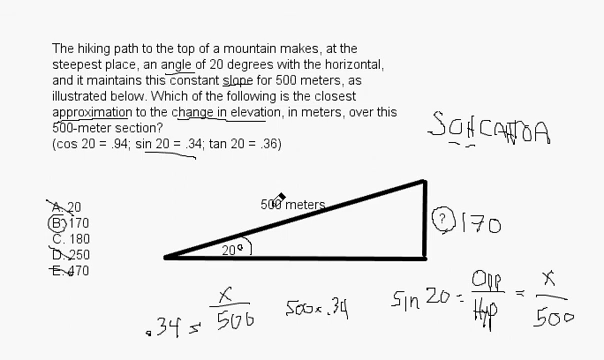 The hiking path to the top of a mountain makes, at the
steepest place, an angle of 20 degrees with the horizontal,
and it maintains this constant slope for 500 meters, as
illustrated below. Which of the following is the closest
approximation to the change in elevation, in meters, over this
500-meter section?
(cos 20 = .94; sin 20 = .34; tan 20 = .36)
SOHCAHTOA
A. 20
B. 170
C. 180
D. 250
E. 470
500 meters
20°
? 170
.34 = x/500
500 x .34
sin 20 = Opp/Hyp = x/500